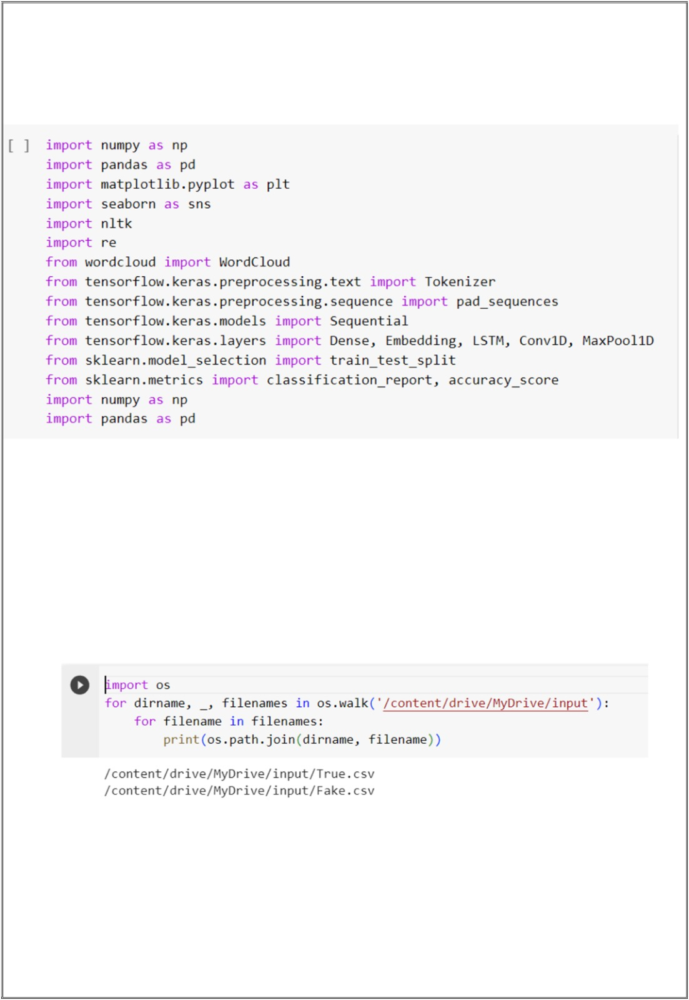 [ ] import numpy as np
import pandas as pd
import matplotlib.pyplot as plt
import seaborn as sns
import nltk
import re
from wordcloud import WordCloud
from tensorflow.keras.preprocessing.text import Tokenizer
from tensorflow.keras.preprocessing.sequence import pad_sequences
from tensorflow.keras.models import Sequential
from tensorflow.keras.layers import Dense, Embedding, LSTM, Conv1D, MaxPool1D
from sklearn.model_selection import train_test_split
from sklearn.metrics import classification_report, accuracy_score
import numpy as np
import pandas as pd
import os
for dirname, _, filenames in os.walk('/content/drive/MyDrive/input'):
    for filename in filenames:
        print(os.path.join(dirname, filename))
/content/drive/MyDrive/input/True.csv
/content/drive/MyDrive/input/Fake.csv